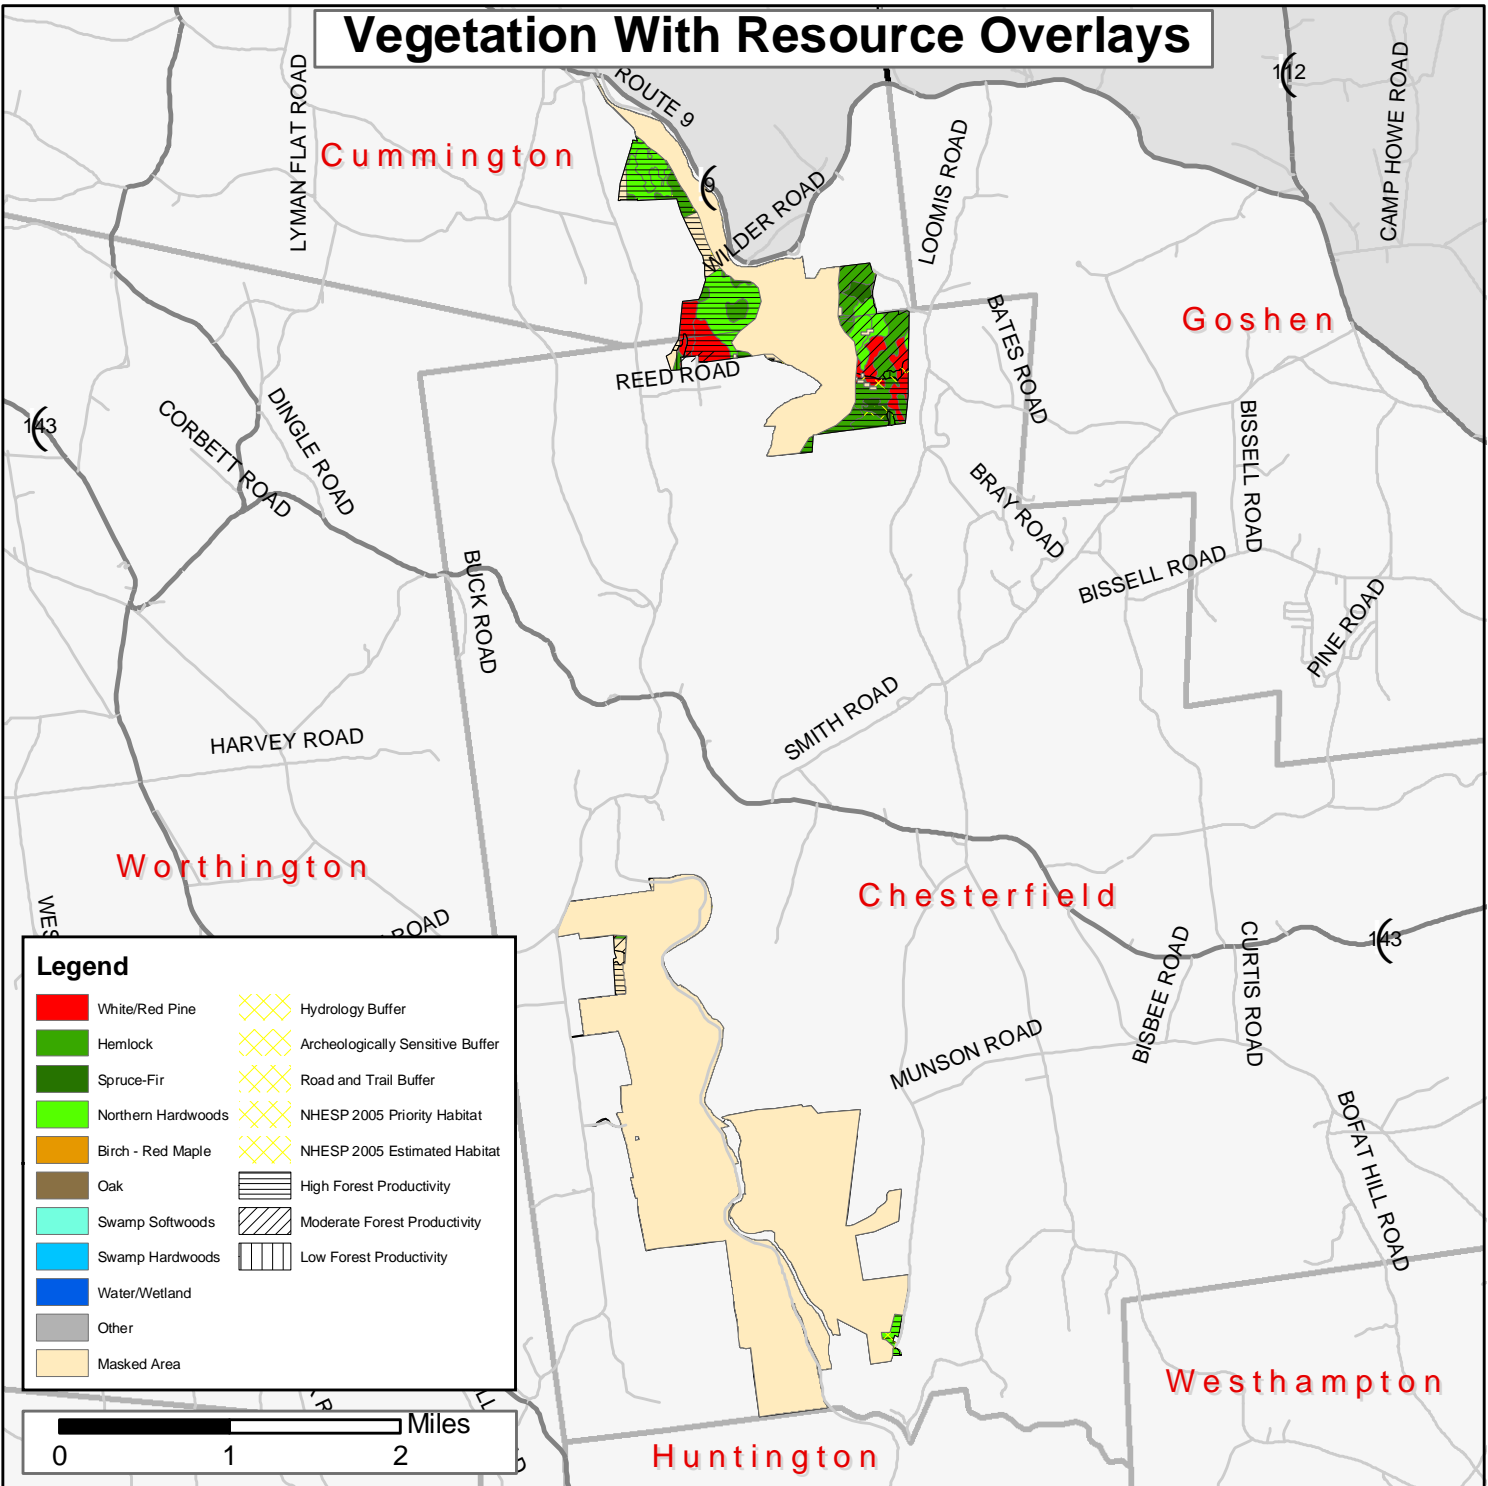 Vegetation With Resource Overlays
ROUTE 9
112
CAMP HOWE ROAD
LYMAN FLAT ROAD
Cummington
9
WILDER ROAD
LOOMIS ROAD
Goshen
BATES ROAD
REED ROAD
143
CORBETT ROAD
DINGLE ROAD
BISSELL ROAD
BRAY ROAD
BISSELL ROAD
BUCK ROAD
PINE ROAD
SMITH ROAD
HARVEY ROAD
Worthington
Chesterfield
WES
ROAD
143
CURTIS ROAD
BISBEE ROAD
MUNSON ROAD
BOFAT HILL ROAD
Legend
White/Red Pine
Hemlock
Spruce-Fir
Northern Hardwoods
Birch - Red Maple
Oak
Swamp Softwoods
Swamp Hardwoods
Water/Wetland
Other
Masked Area
Hydrology Buffer
Archeologically Sensitive Buffer
Road and Trail Buffer
NHESP 2005 Priority Habitat
NHESP 2005 Estimated Habitat
High Forest Productivity
Moderate Forest Productivity
Low Forest Productivity
Westhampton
Huntington
Miles
0 1 2